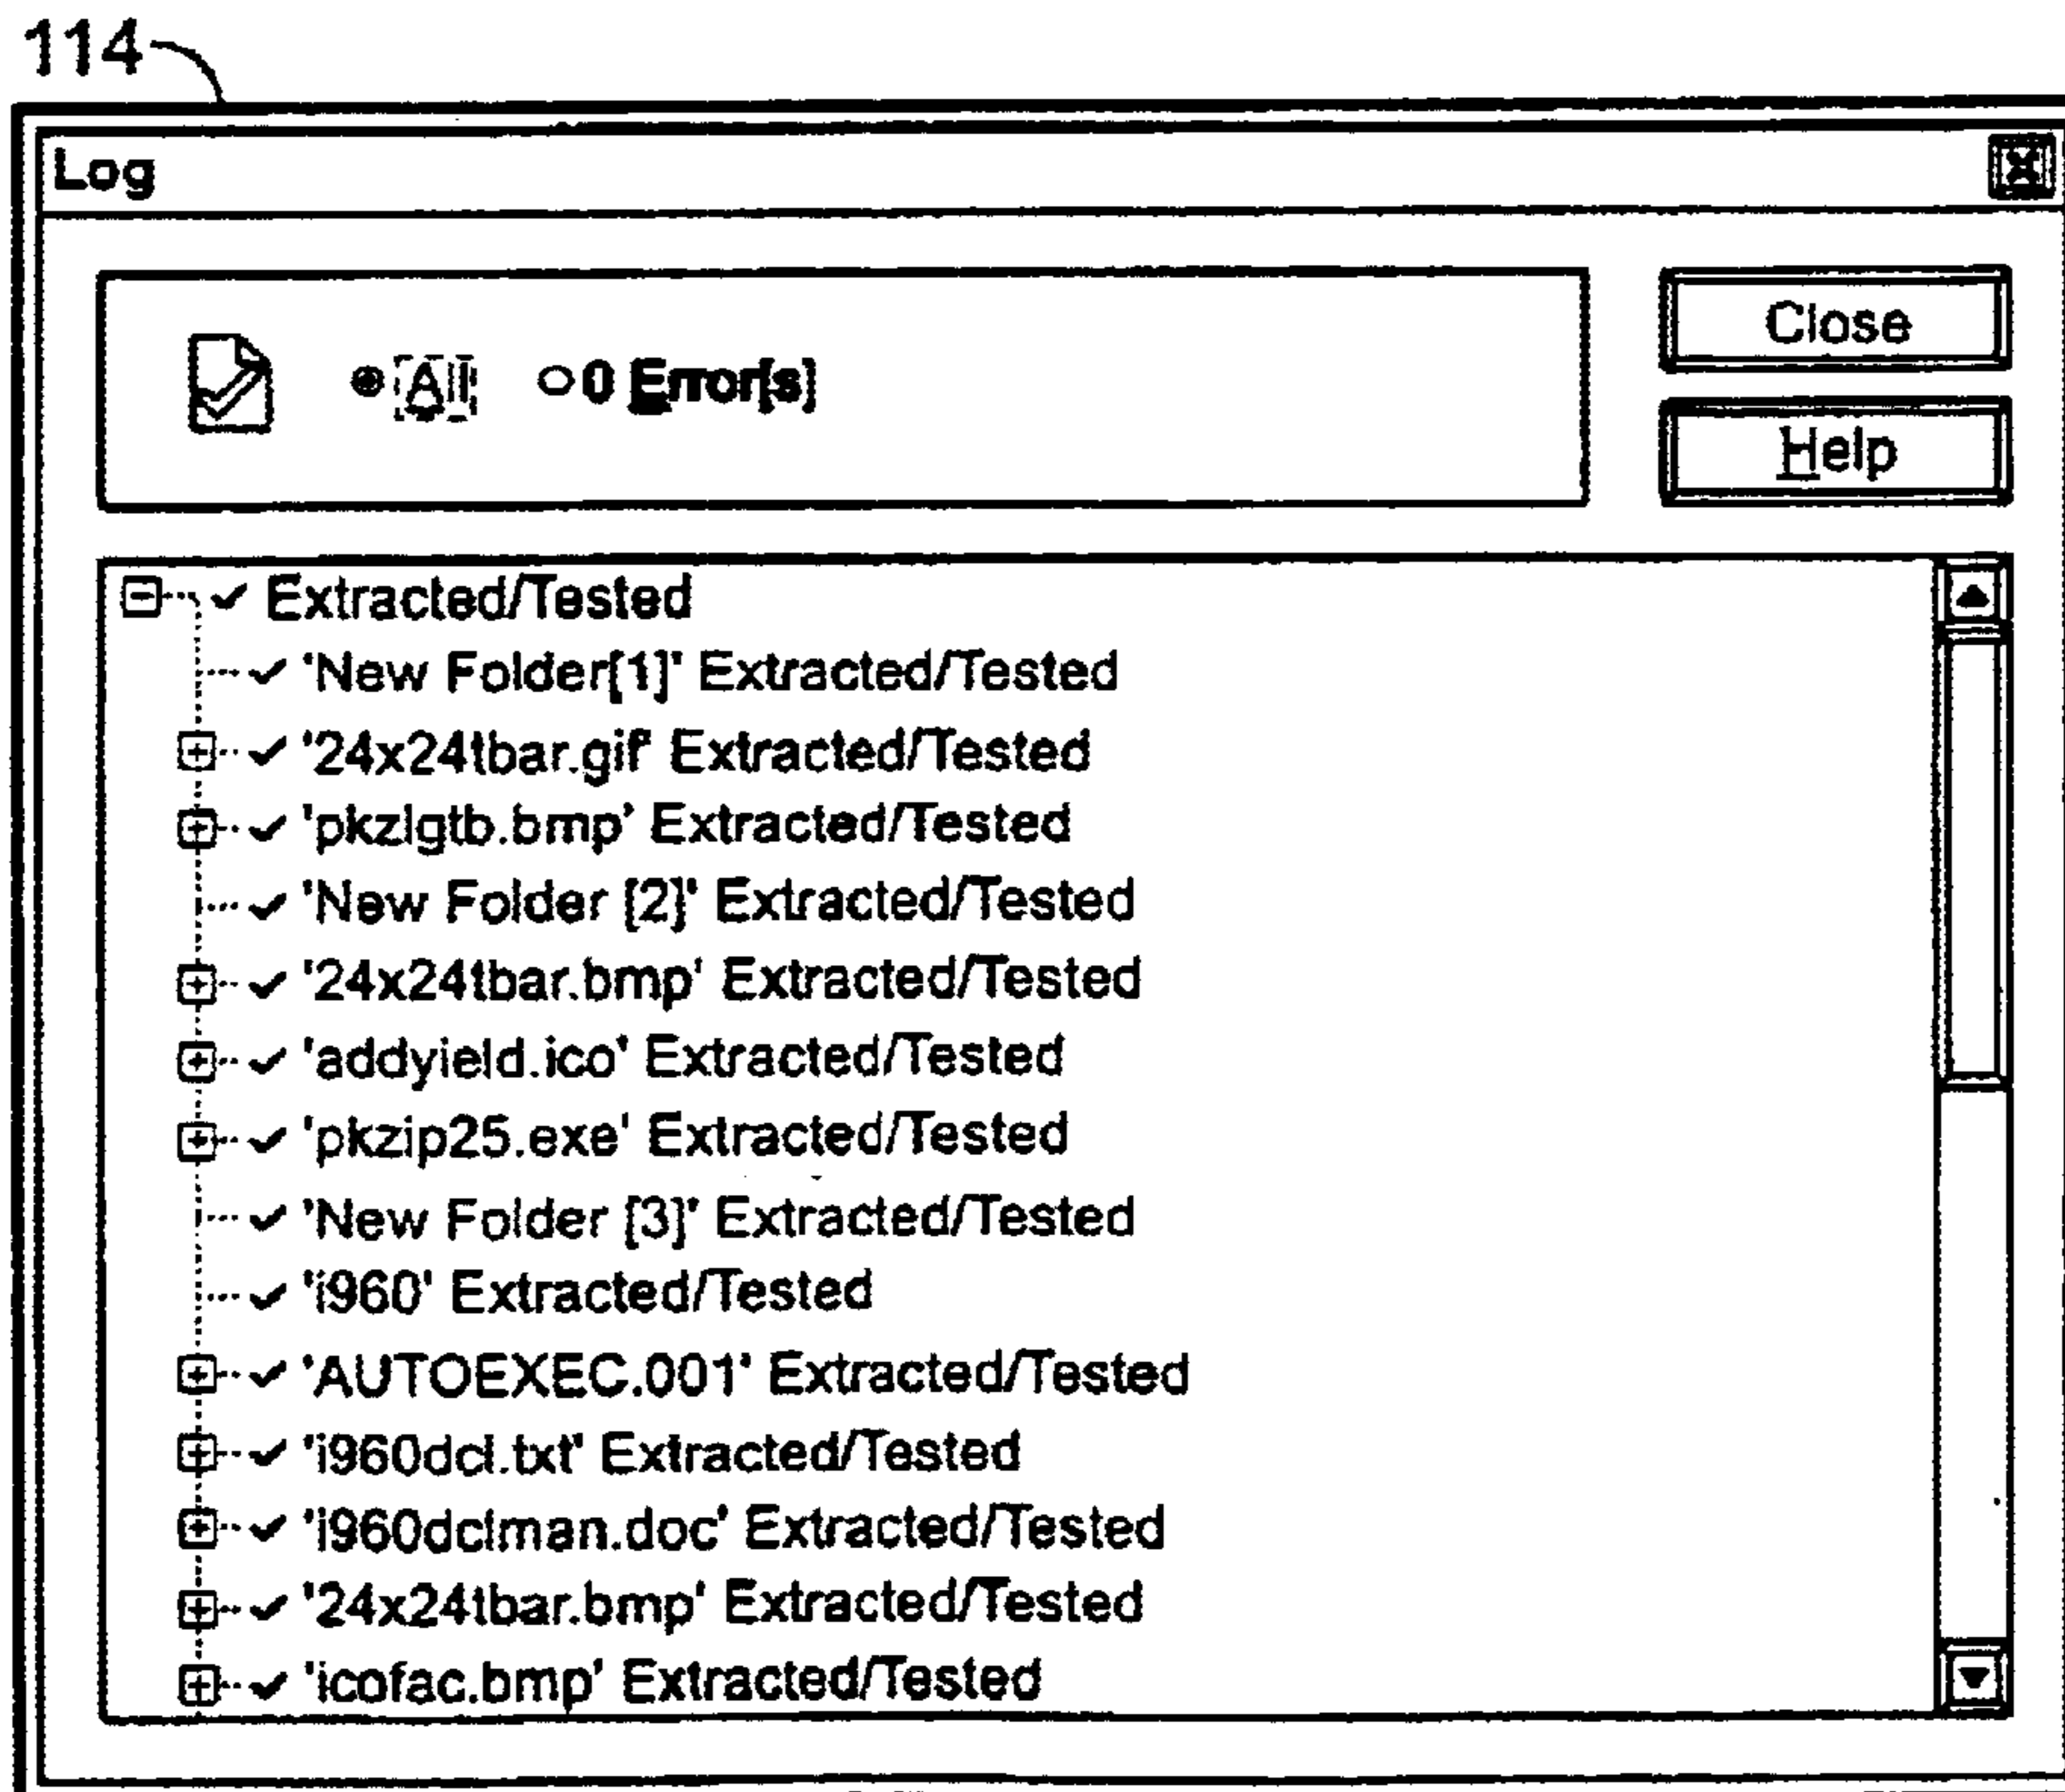 114
Log
All 0 Error[s]
Close
Help
Extracted/Tested
'New Folder[1]' Extracted/Tested
'24x24tbar.gif' Extracted/Tested
'pkzlgtb.bmp' Extracted/Tested
'New Folder [2]' Extracted/Tested
'24x24tbar.bmp' Extracted/Tested
'addyield.ico' Extracted/Tested
'pkzip25.exe' Extracted/Tested
'New Folder [3]' Extracted/Tested
'i960' Extracted/Tested
'AUTOEXEC.001' Extracted/Tested
'i960dcl.txt' Extracted/Tested
'i960dclman.doc' Extracted/Tested
'24x24tbar.bmp' Extracted/Tested
'icofac.bmp' Extracted/Tested